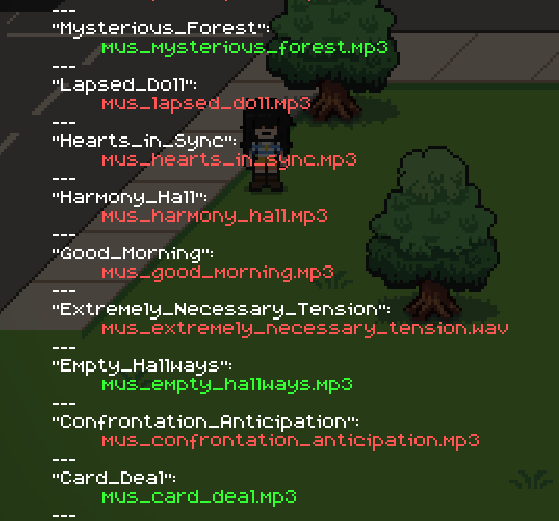 ---
"Mysterious_Forest":
mus_mysterious_forest.mp3
---
"Lapsed_Doll":
mus_lapsed_doll.mp3
---
"Hearts_in_Sync":
mus_hearts_in_sync.mp3
---
"Harmony_Hall":
mus_harmony_hall.mp3
---
"Good_Morning":
mus_good_morning.mp3
---
"Extremely_Necessary_Tension":
mus_extremely_necessary_tension.wav
---
"Empty_Hallways":
mus_empty_hallways.mp3
---
"Confrontation_Anticipation":
mus_confrontation_anticipation.mp3
---
"Card_Deal":
mus_card_deal.mp3
---